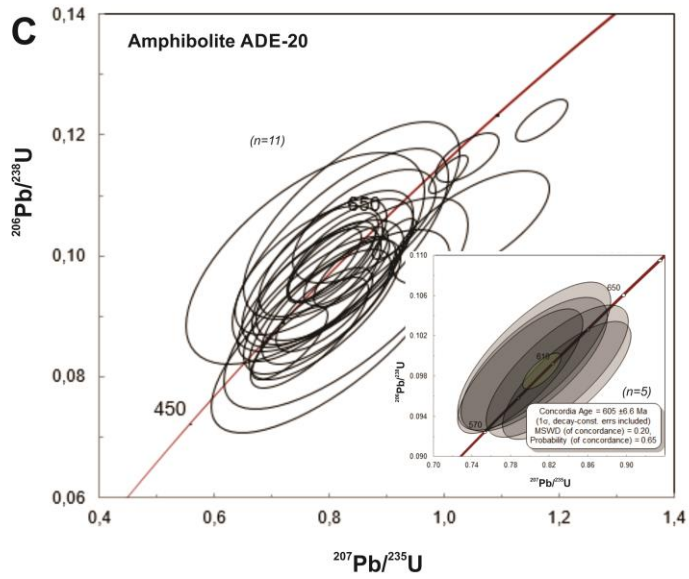 C
Amphibolite ADE-20
0,14
0,12
0,10
0,08
0,06
206Pb/238U
(n=11)
650
450
0,4
0,6
0,8
1,0
1,2
1,4
207Pb/235U
0.110
0.106
0.102
0.098
0.094
0.090
206Pb/238U
650
610
570
(n=5)
Concordia Age = 605 ±6.6 Ma
(1σ, decay-const. errs included)
MSWD (of concordance) = 0.20,
Probability (of concordance) = 0.65
0.70
0.74
0.78
0.82
0.86
0.90
207Pb/235U